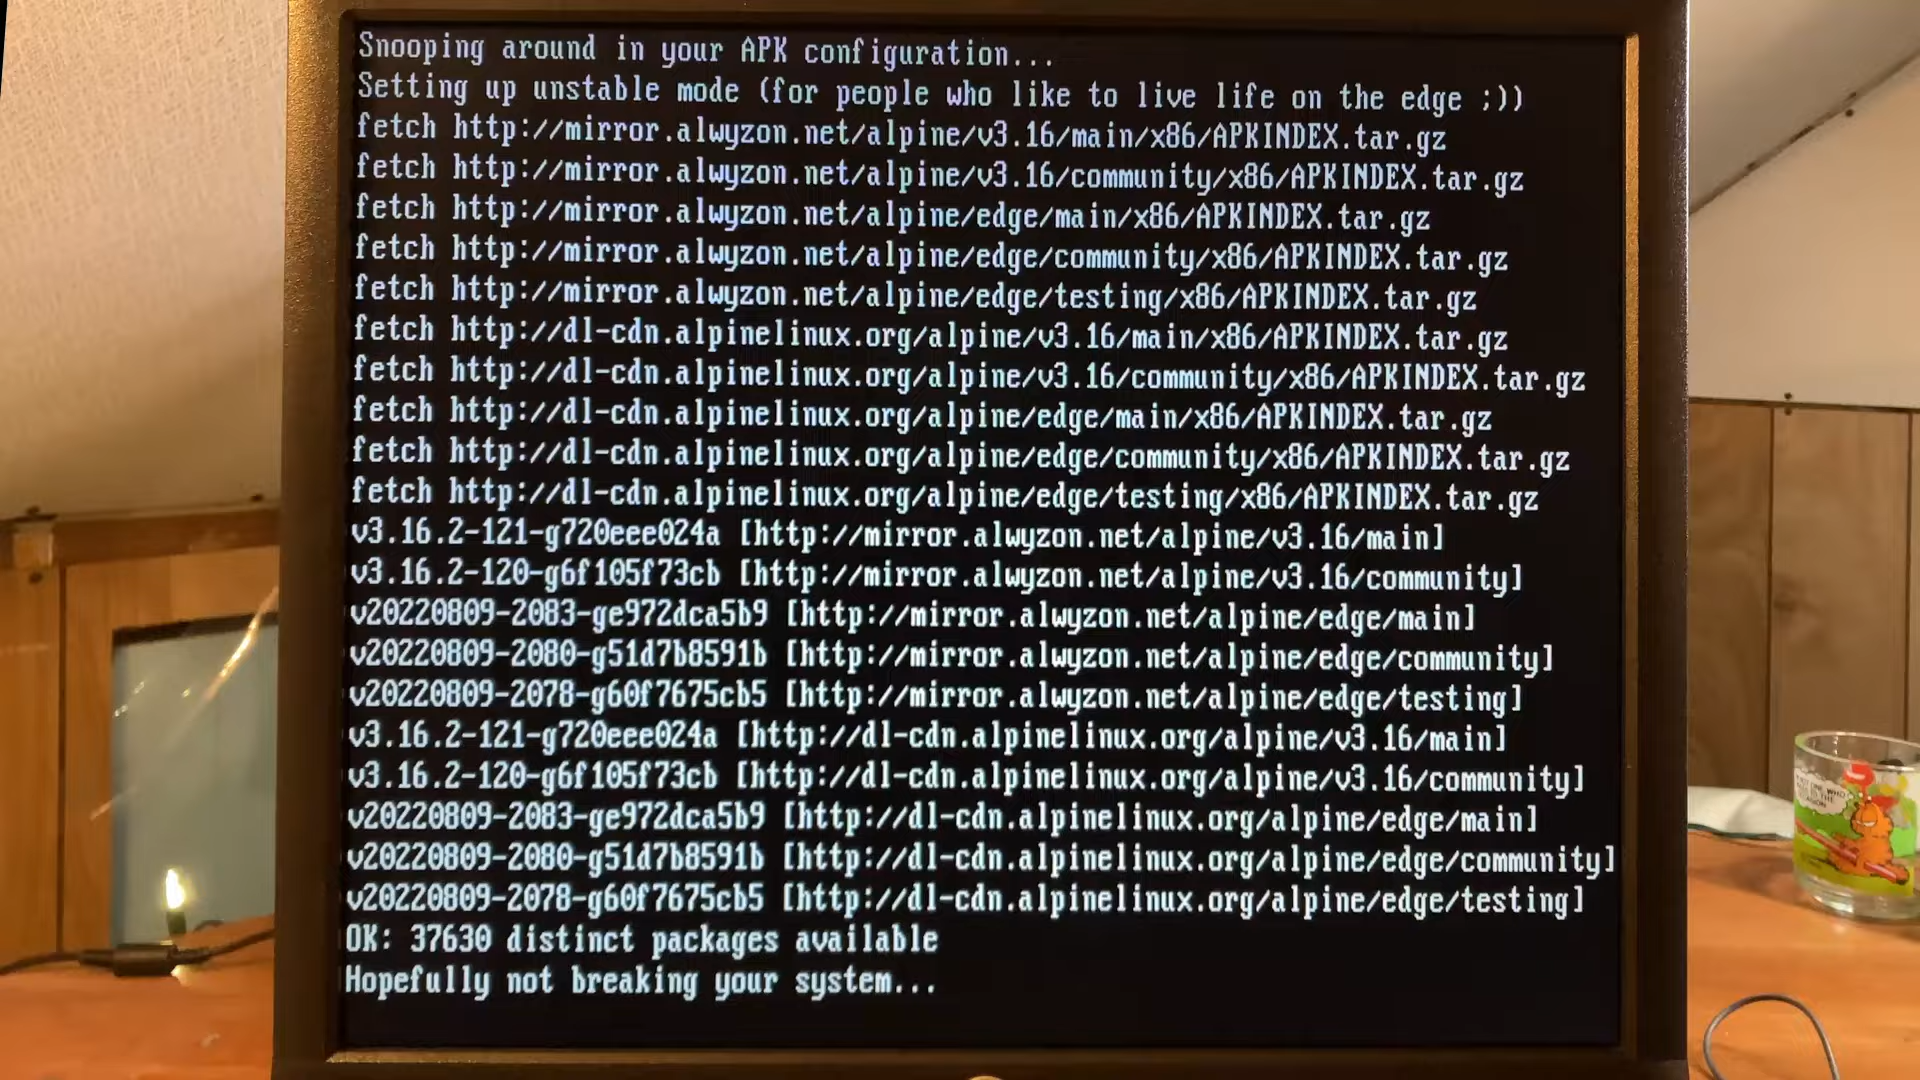 Snooping around in your APK configuration...
Setting up unstable mode (for people who like to live life on the edge ;))
fetch http://mirror.alwyzon.net/alpine/v3.16/main/x86/APKINDEX.tar.gz
fetch http://mirror.alwyzon.net/alpine/v3.16/community/x86/APKINDEX.tar.gz
fetch http://mirror.alwyzon.net/alpine/edge/main/x86/APKINDEX.tar.gz
fetch http://mirror.alwyzon.net/alpine/edge/community/x86/APKINDEX.tar.gz
fetch http://mirror.alwyzon.net/alpine/edge/testing/x86/APKINDEX.tar.gz
fetch http://dl-cdn.alpinelinux.org/alpine/v3.16/main/x86/APKINDEX.tar.gz
fetch http://dl-cdn.alpinelinux.org/alpine/v3.16/community/x86/APKINDEX.tar.gz
fetch http://dl-cdn.alpinelinux.org/alpine/edge/main/x86/APKINDEX.tar.gz
fetch http://dl-cdn.alpinelinux.org/alpine/edge/community/x86/APKINDEX.tar.gz
fetch http://dl-cdn.alpinelinux.org/alpine/edge/testing/x86/APKINDEX.tar.gz
v3.16.2-121-g720eee024a [http://mirror.alwyzon.net/alpine/v3.16/main]
v3.16.2-120-g6f105f73cb [http://mirror.alwyzon.net/alpine/v3.16/community]
v20220809-2083-ge972dca5b9 [http://mirror.alwyzon.net/alpine/edge/main]
v20220809-2080-g51d7b8591b [http://mirror.alwyzon.net/alpine/edge/community]
v20220809-2078-g60f7675cb5 [http://mirror.alwyzon.net/alpine/edge/testing]
v3.16.2-121-g720eee024a [http://dl-cdn.alpinelinux.org/alpine/v3.16/main]
v3.16.2-120-g6f105f73cb [http://dl-cdn.alpinelinux.org/alpine/v3.16/community]
v20220809-2083-ge972dca5b9 [http://dl-cdn.alpinelinux.org/alpine/edge/main]
v20220809-2080-g51d7b8591b [http://dl-cdn.alpinelinux.org/alpine/edge/community]
v20220809-2078-g60f7675cb5 [http://dl-cdn.alpinelinux.org/alpine/edge/testing]
OK: 37630 distinct packages available
Hopefully not breaking your system...